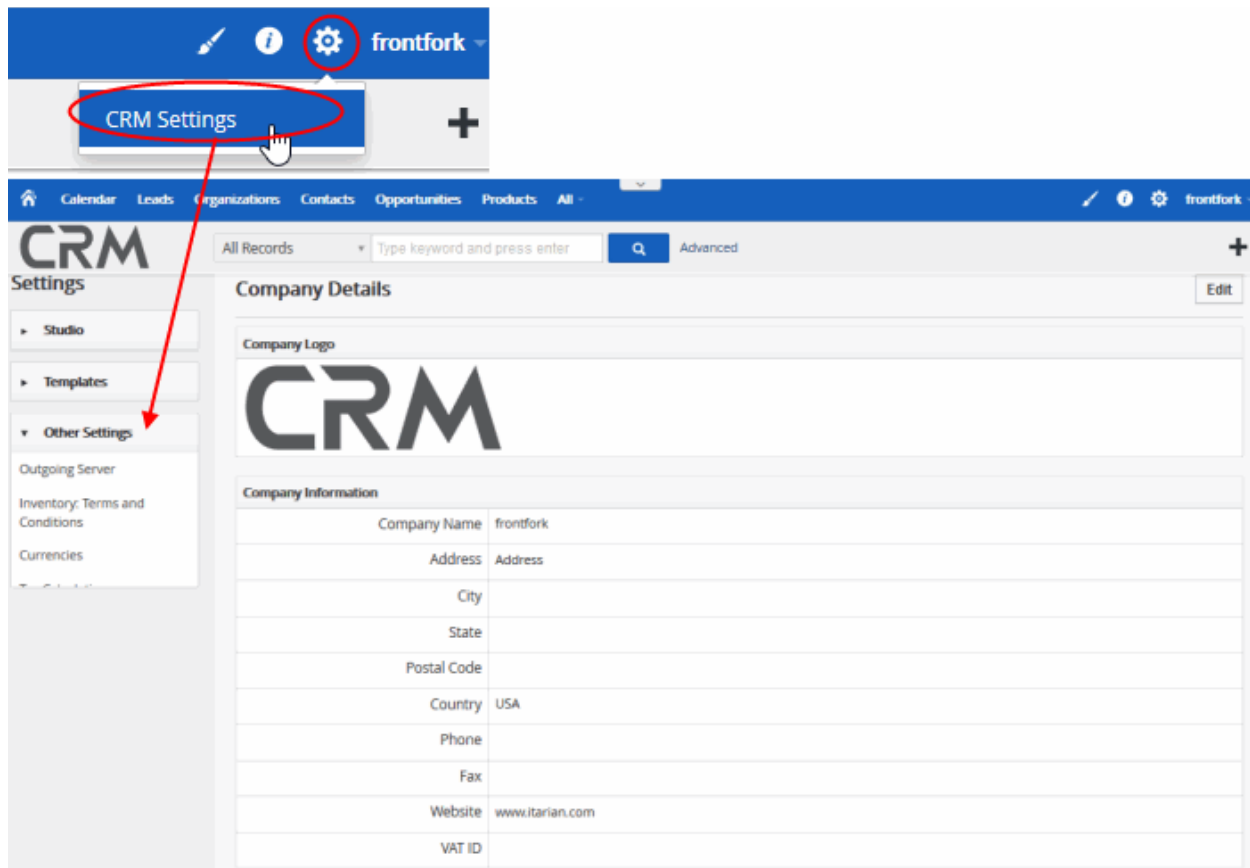 frontfork
CRM Settings
Calendar Leads Organizations Contacts Opportunities Products All frontfork
CRM All Records Type keyword and press enter Advanced
Settings
Company Details Edit
Studio
Company Logo
Templates
CRM
Other Settings
Outgoing Server
Inventory: Terms and
Conditions
Currencies
Company Information
Company Name frontfork
Address Address
City
State
Postal Code
Country USA
Phone
Fax
Website www.itarian.com
VAT ID